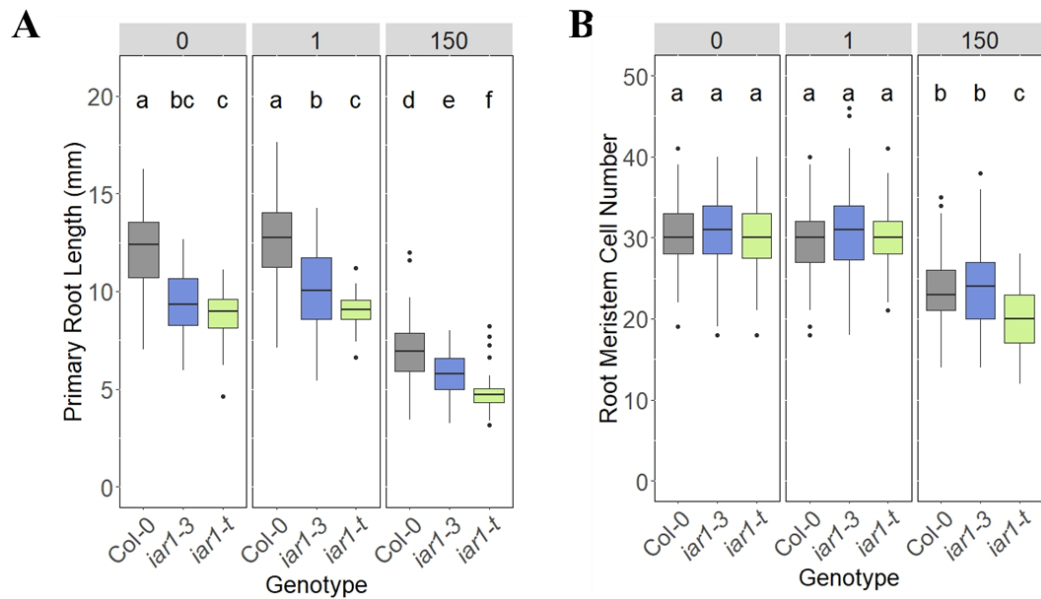 A
0 1 150
a bc c a b c d e f
20
15
10
5
0
Primary Root Length (mm)
Col-0 iar1-3 iar1-t Col-0 iar1-3 iar1-t Col-0 iar1-3 iar1-t
Genotype
B
0 1 150
a a a a a a b b c
50
40
30
20
10
0
Root Meristem Cell Number
Col-0 iar1-3 iar1-t Col-0 iar1-3 iar1-t Col-0 iar1-3 iar1-t
Genotype